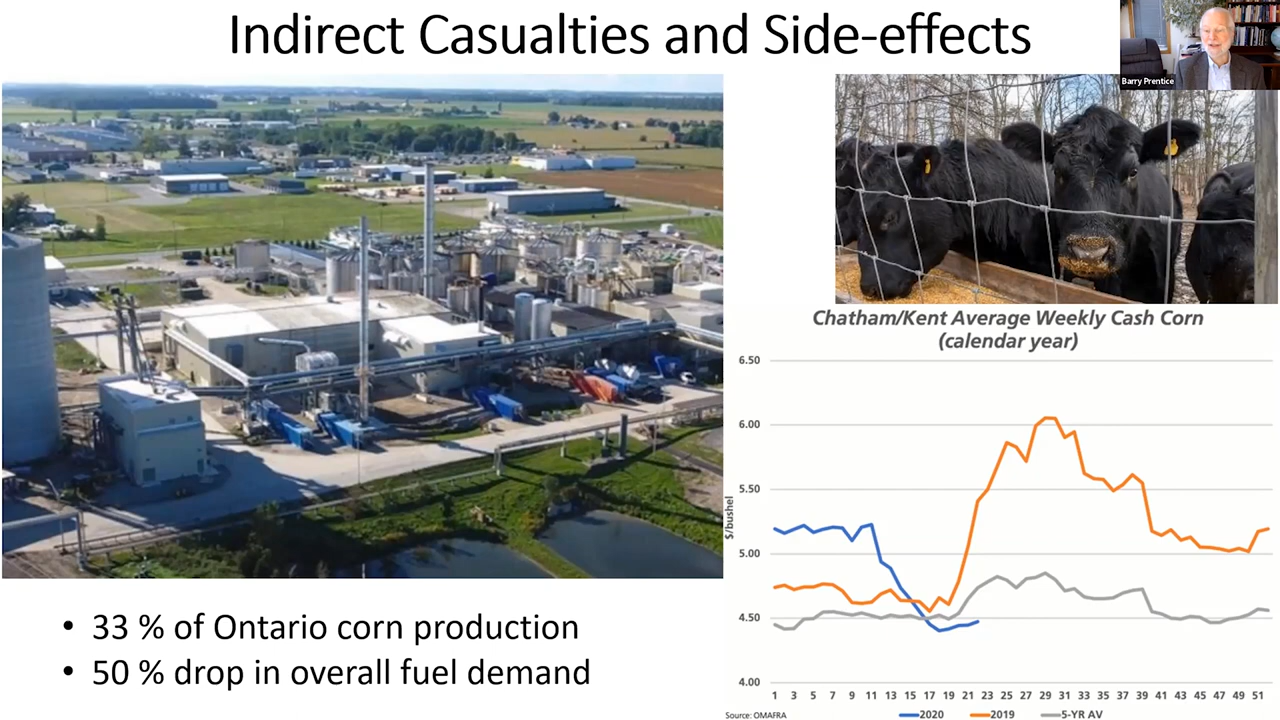 Indirect Casualties and Side-effects
Barry Prentice
• 33 % of Ontario corn production
• 50 % drop in overall fuel demand
Chatham/Kent Average Weekly Cash Corn
(calendar year)
$/bushel
6.50
6.00
5.50
5.00
4.50
4.00
1 3 5 7 9 11 13 15 17 19 21 23 25 27 29 31 33 35 37 39 41 43 45 47 49 51
Source: OMAFRA
2020 2019 5-YR AV